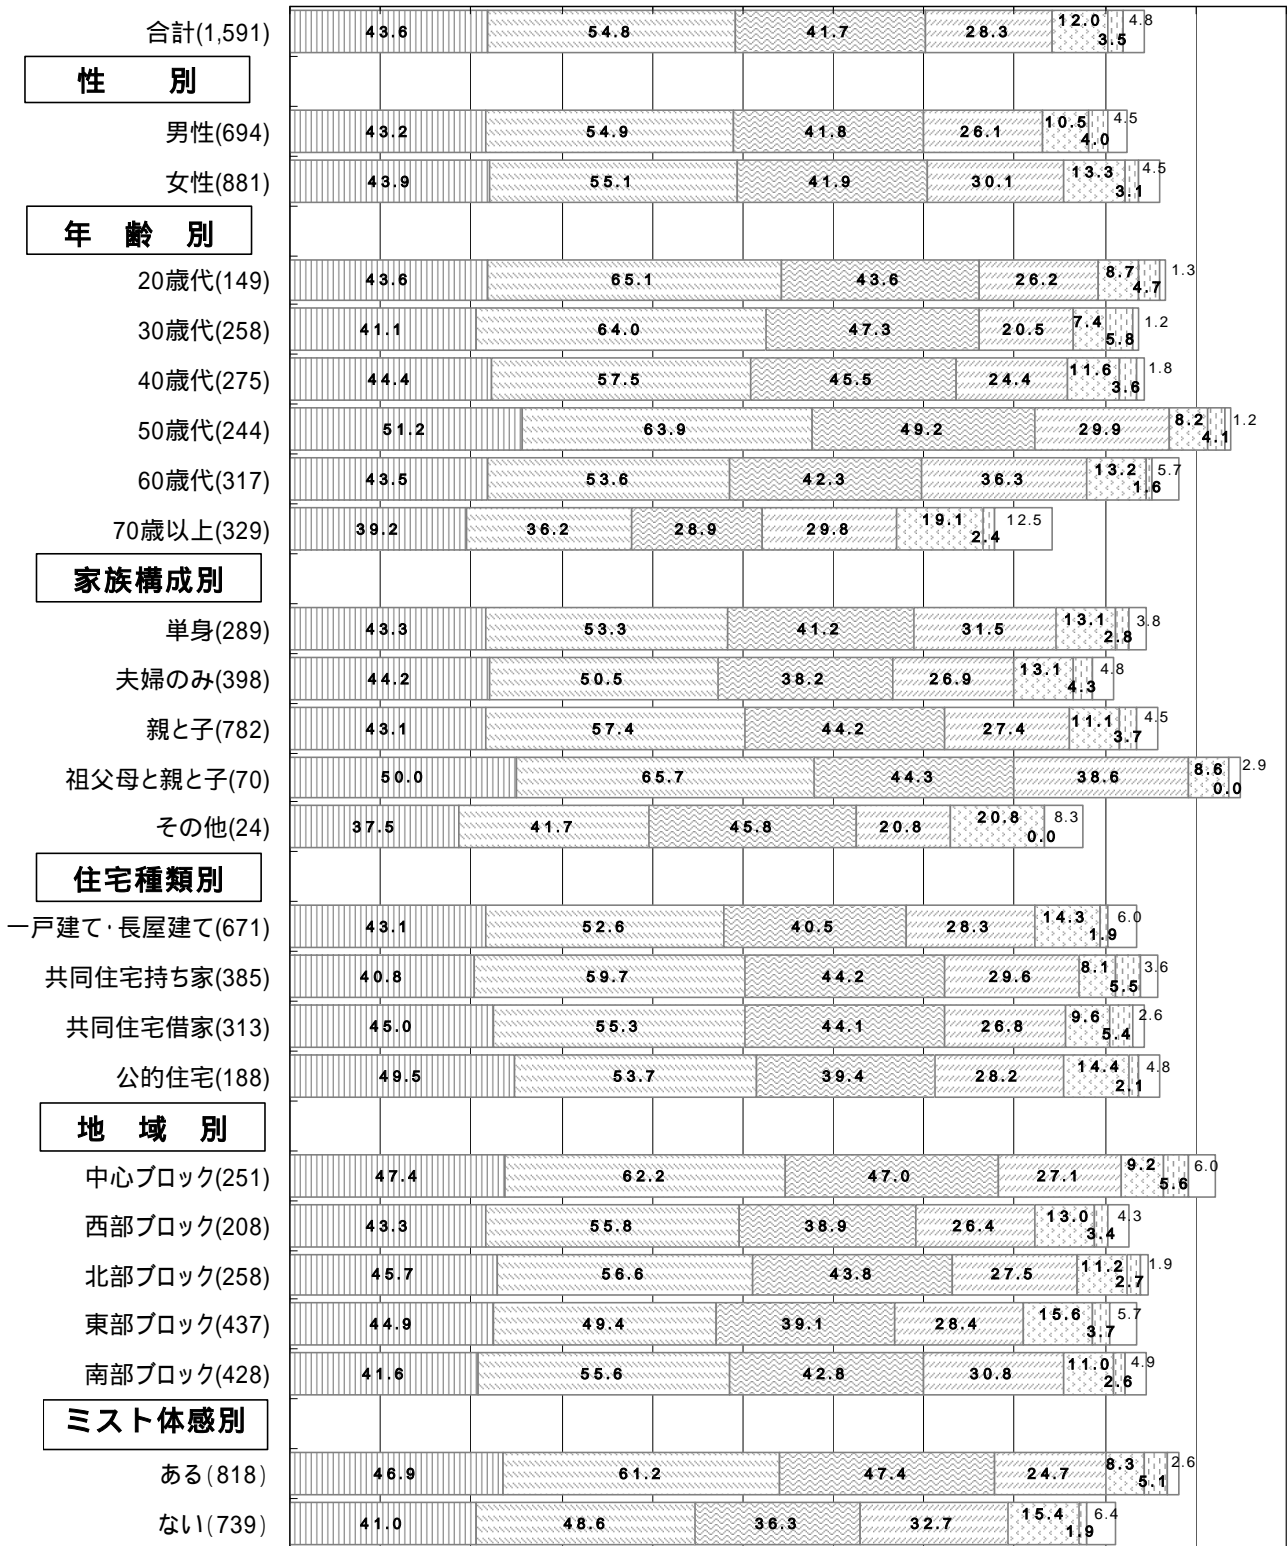 合計(1,591) 43.6 54.8 41.7 28.3 12.0 3.5 4.8
性 別
男性(694) 43.2 54.9 41.8 26.1 10.5 4.0 4.5
女性(881) 43.9 55.1 41.9 30.1 13.3 3.1 4.5
年 齢 別
20歳代(149) 43.6 65.1 43.6 26.2 8.7 4.7 1.3
30歳代(258) 41.1 64.0 47.3 20.5 7.4 5.8 1.2
40歳代(275) 44.4 57.5 45.5 24.4 11.6 3.6 1.8
50歳代(244) 51.2 63.9 49.2 29.9 8.2 4.1 1.2
60歳代(317) 43.5 53.6 42.3 36.3 13.2 1.6 5.7
70歳以上(329) 39.2 36.2 28.9 29.8 19.1 2.4 12.5
家族構成別
単身(289) 43.3 53.3 41.2 31.5 13.1 2.8 3.8
夫婦のみ(398) 44.2 50.5 38.2 26.9 13.1 4.3 4.8
親と子(782) 43.1 57.4 44.2 27.4 11.1 3.7 4.5
祖父母と親と子(70) 50.0 65.7 44.3 38.6 8.6 0.0 2.9
その他(24) 37.5 41.7 45.8 20.8 20.8 0.0 8.3
住宅種類別
一戸建て・長屋建て(671) 43.1 52.6 40.5 28.3 14.3 1.9 6.0
共同住宅持ち家(385) 40.8 59.7 44.2 29.6 8.1 5.5 3.6
共同住宅借家(313) 45.0 55.3 44.1 26.8 9.6 5.4 2.6
公的住宅(188) 49.5 53.7 39.4 28.2 14.4 2.1 4.8
地 域 別
中心ブロック(251) 47.4 62.2 47.0 27.1 9.2 5.6 6.0
西部ブロック(208) 43.3 55.8 38.9 26.4 13.0 3.4 4.3
北部ブロック(258) 45.7 56.6 43.8 27.5 11.2 2.7 1.9
東部ブロック(437) 44.9 49.4 39.1 28.4 15.6 3.7 5.7
南部ブロック(428) 41.6 55.6 42.8 30.8 11.0 2.6 4.9
ミスト体感別
ある(818) 46.9 61.2 47.4 24.7 8.3 5.1 2.6
ない(739) 41.0 48.6 36.3 32.7 15.4 1.9 6.4